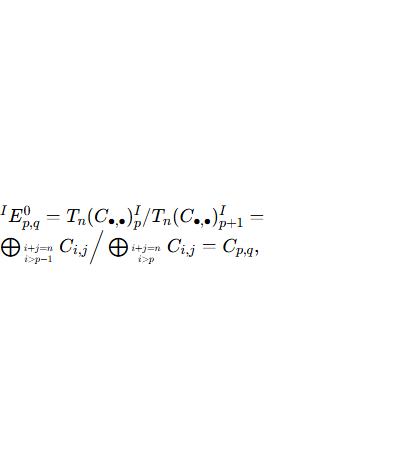 ${}^{I}E^{0}_{p,q} = T_n(C_{\bullet,\bullet})^{I}_{p} / T_n(C_{\bullet,\bullet})^{I}_{p+1} =$
$\bigoplus_{\substack{i+j=n \\ i>p-1}} C_{i,j} \Big/ \bigoplus_{\substack{i+j=n \\ i>p}} C_{i,j} = C_{p,q},$